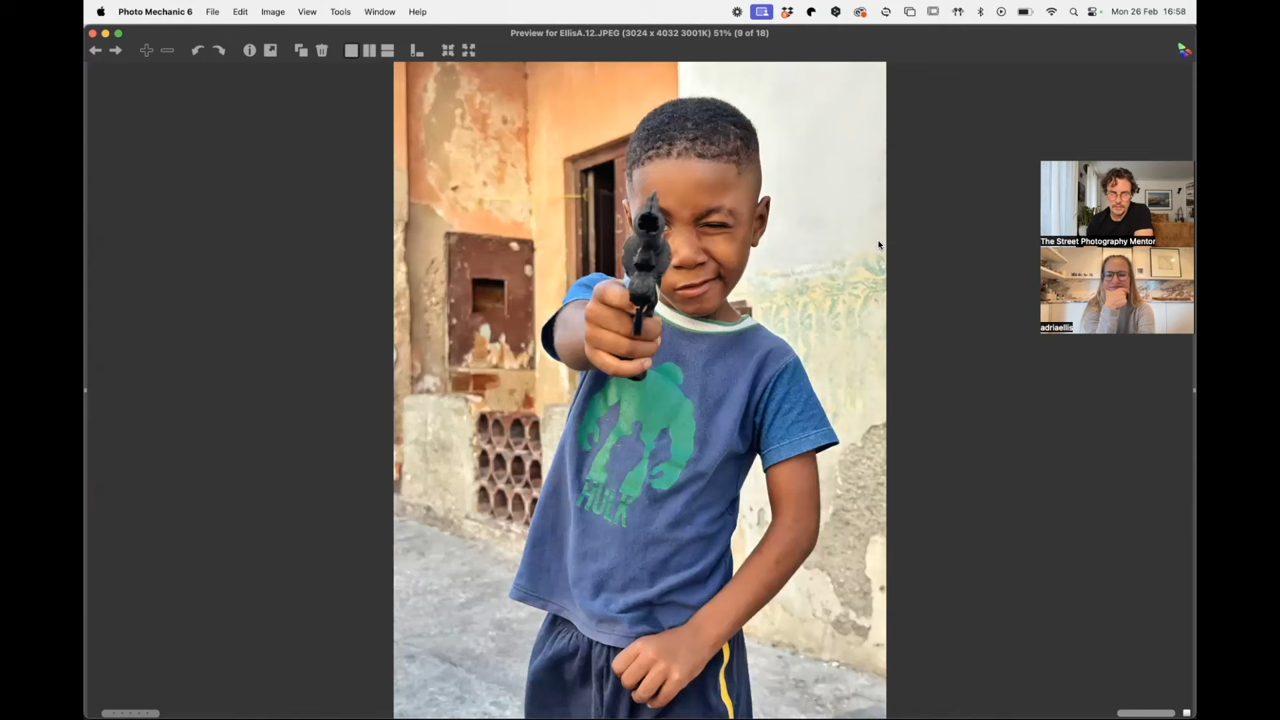 Photo Mechanic 6 File Edit Image View Tools Window Help Mon 26 Feb 16:58
Preview for EllisA.12.JPEG (3024 x 4032 3001K) 51% (9 of 18)
The Street Photography Mentor
adriaellis
HULK